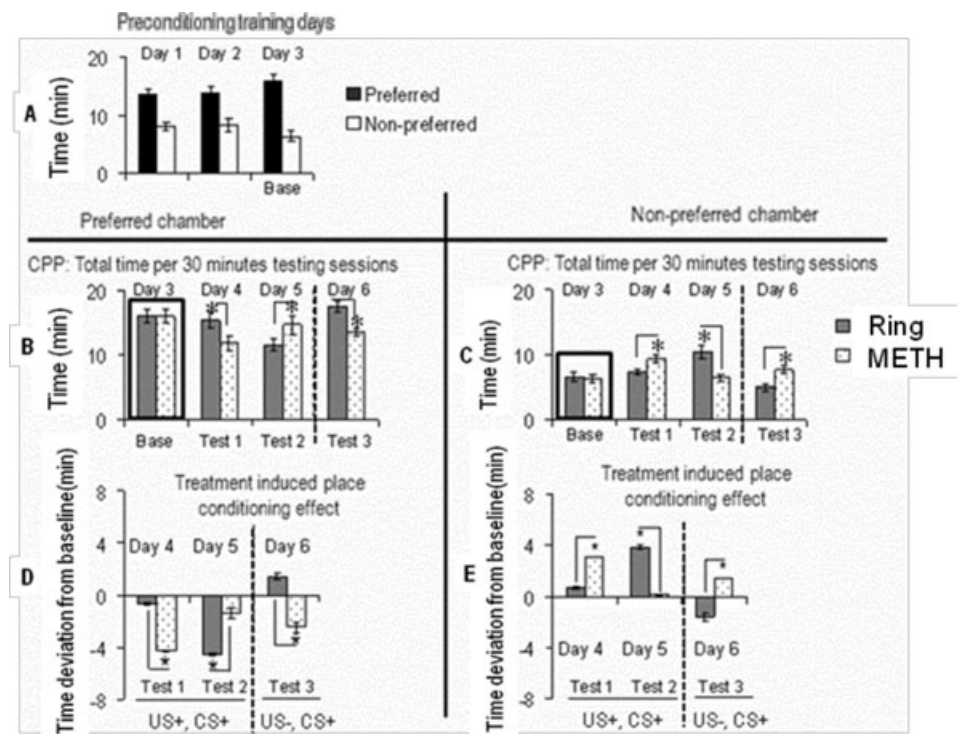 Preconditioning training days
Day 1 Day 2 Day 3
A
Time (min)
20
10
0
Base
Preferred
Non-preferred
Preferred chamber
Non-preferred chamber
CPP: Total time per 30 minutes testing sessions
Day 3 Day 4 Day 5 Day 6
B
Time (min)
20
10
0
* * *
Base Test 1 Test 2 Test 3
CPP: Total time per 30 minutes testing sessions
Day 3 Day 4 Day 5 Day 6
C
Time (min)
20
10
0
* * *
Base Test 1 Test 2 Test 3
Ring
METH
Treatment induced place
conditioning effect
D
Time deviation from baseline(min)
8
4
0
-4
-8
Day 4 Day 5 Day 6
* * *
Test 1 Test 2 Test 3
US+, CS+ US-, CS+
Treatment induced place
conditioning effect
E
Time deviation from baseline(min)
8
4
0
-4
-8
* * *
Day 4 Day 5 Day 6
Test 1 Test 2 Test 3
US+, CS+ US-, CS+